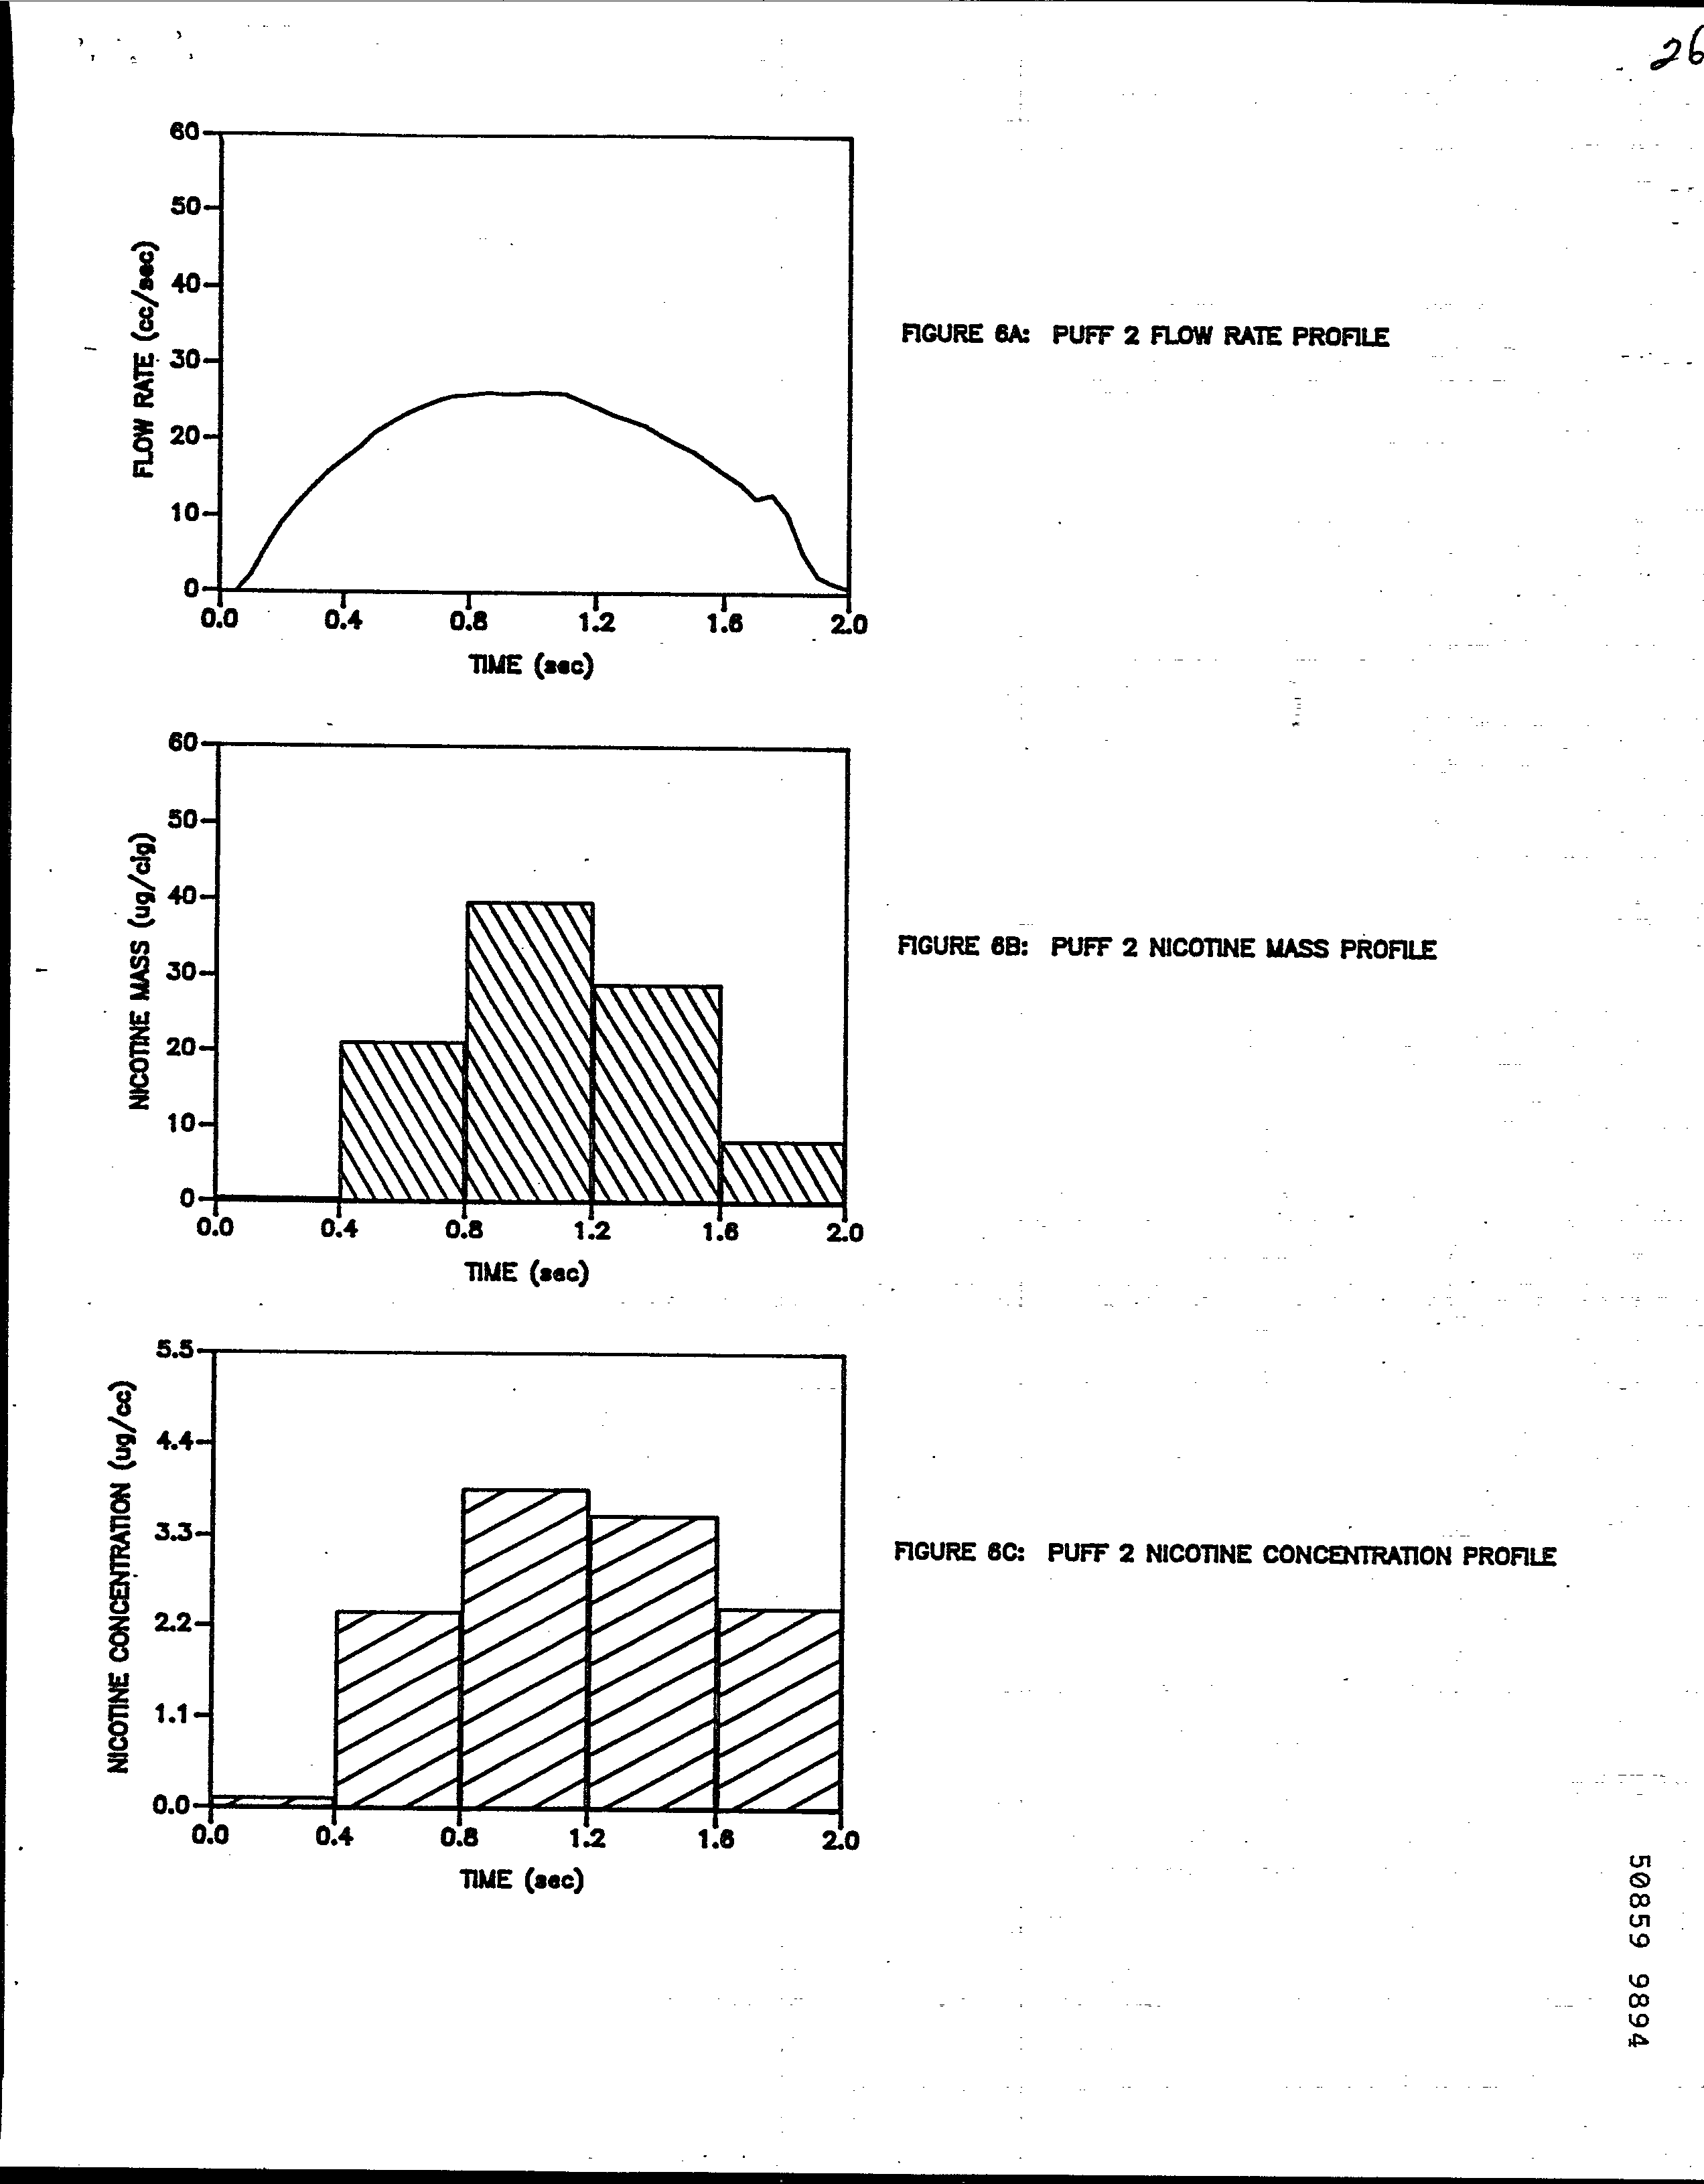 26
60
50
40
30
20
10
0
FLOW RATE (cc/sec)
0.0 0.4 0.8 1.2 1.6 2.0
TIME (sec)
FIGURE 6A: PUFF 2 FLOW RATE PROFILE
60
50
40
30
20
10
0
NICOTINE MASS (ug/cig)
0.0 0.4 0.8 1.2 1.6 2.0
TIME (sec)
FIGURE 6B: PUFF 2 NICOTINE MASS PROFILE
5.5
4.4
3.3
2.2
1.1
0.0
NICOTINE CONCENTRATION (ug/cc)
0.0 0.4 0.8 1.2 1.6 2.0
TIME (sec)
FIGURE 6C: PUFF 2 NICOTINE CONCENTRATION PROFILE
50859 9894